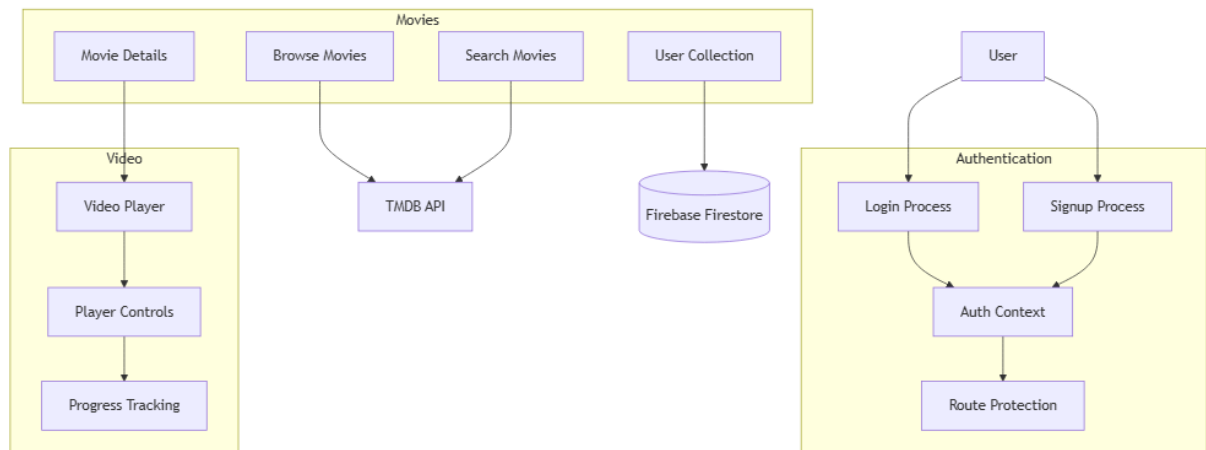 Movies
Movie Details
Browse Movies
Search Movies
User Collection
User
Video
Authentication
Video Player
TMDB API
Firebase Firestore
Login Process
Signup Process
Player Controls
Auth Context
Progress Tracking
Route Protection